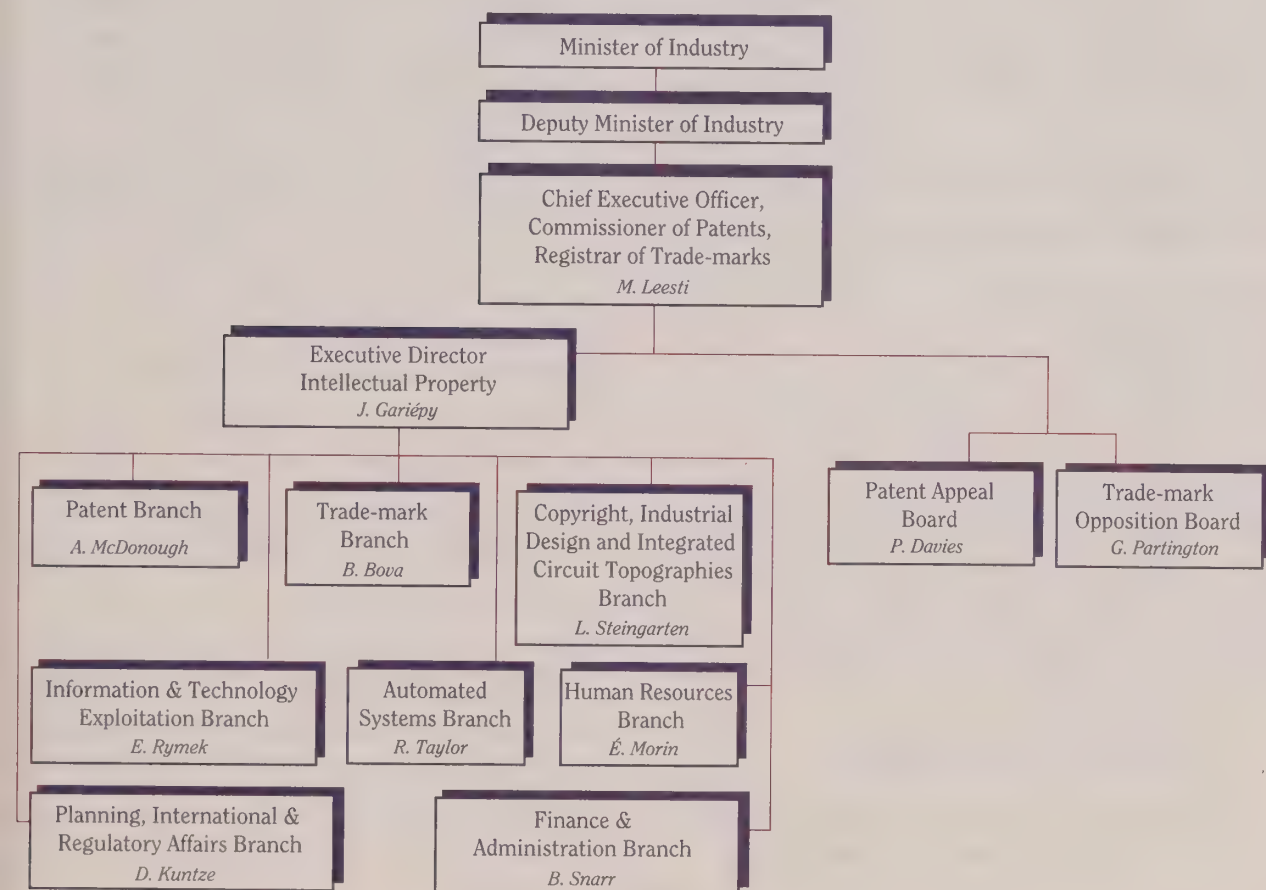 Minister of Industry
Deputy Minister of Industry
Chief Executive Officer,
Commissioner of Patents,
Registrar of Trade-marks
M. Leesti
Executive Director
Intellectual Property
J. Gariépy
Patent Branch
A. McDonough
Trade-mark
Branch
B. Bova
Copyright, Industrial
Design and Integrated
Circuit Topographies
Branch
L. Steingarten
Patent Appeal
Board
P. Davies
Trade-mark
Opposition Board
G. Partington
Information & Technology
Exploitation Branch
E. Rymek
Automated
Systems Branch
R. Taylor
Human Resources
Branch
É. Morin
Planning, International &
Regulatory Affairs Branch
D. Kuntze
Finance &
Administration Branch
B. Snarr